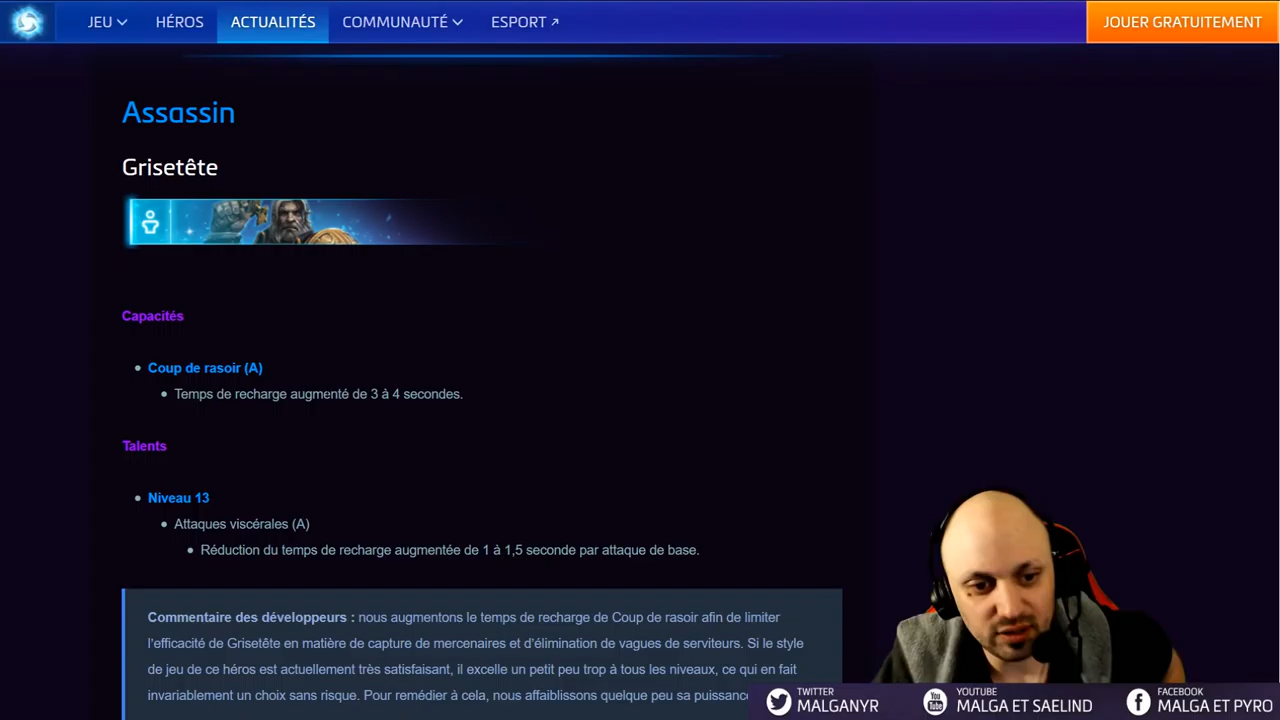 JEU HÉROS ACTUALITÉS COMMUNAUTÉ ESPORT JOUER GRATUITEMENT
Assassin
Grisetête
Capacités
Coup de rasoir (A)
Temps de recharge augmenté de 3 à 4 secondes.
Talents
Niveau 13
Attaques viscérales (A)
Réduction du temps de recharge augmentée de 1 à 1,5 seconde par attaque de base.
Commentaire des développeurs : nous augmentons le temps de recharge de Coup de rasoir afin de limiter
l'efficacité de Grisetête en matière de capture de mercenaires et d'élimination de vagues de serviteurs. Si le style
de jeu de ce héros est actuellement très satisfaisant, il excelle un petit peu trop à tous les niveaux, ce qui en fait
invariablement un choix sans risque. Pour remédier à cela, nous affaiblissons quelque peu sa puissance
TWITTER
MALGANYR
You Tube
YOUTUBE
MALGA ET SAELIND
FACEBOOK
MALGA ET PYRO